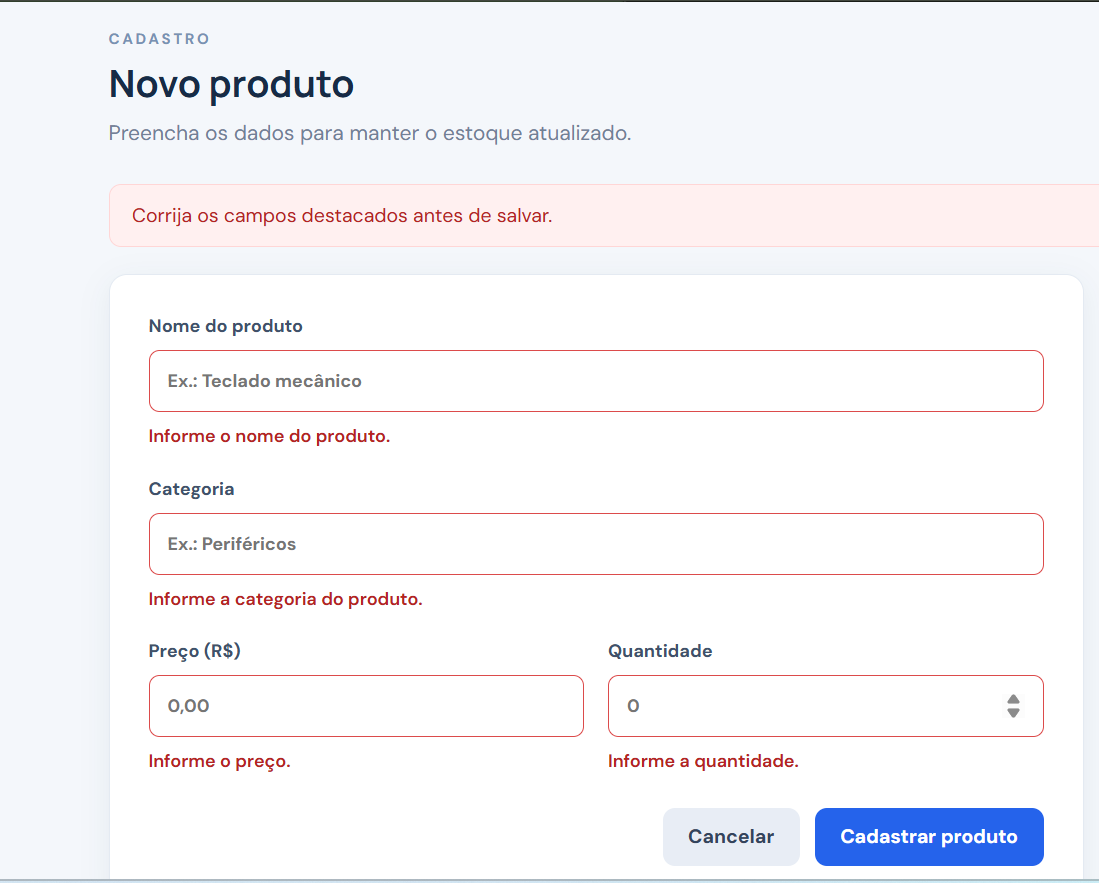 CADASTRO
Novo produto
Preencha os dados para manter o estoque atualizado.
Corrija os campos destacados antes de salvar.
Nome do produto
Ex.: Teclado mecânico
Informe o nome do produto.
Categoria
Ex.: Periféricos
Informe a categoria do produto.
Preço (R$) Quantidade
0,00 0
Informe o preço. Informe a quantidade.
Cancelar Cadastrar produto